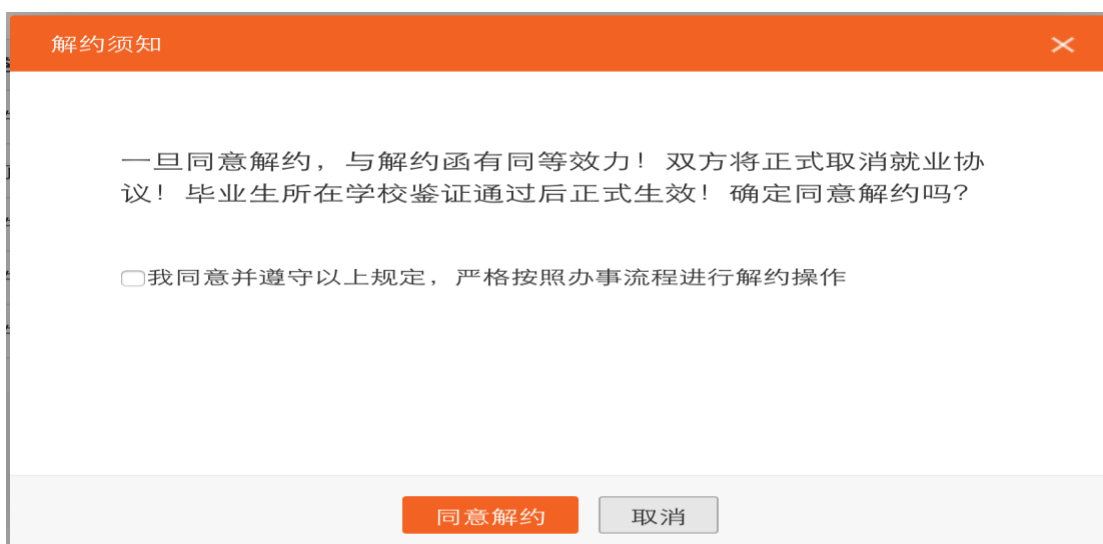 解约须知
一旦同意解约，与解约函有同等效力！双方将正式取消就业协
议！毕业生所在学校鉴证通过后正式生效！确定同意解约吗？
我同意并遵守以上规定，严格按照办事流程进行解约操作
同意解约 取消